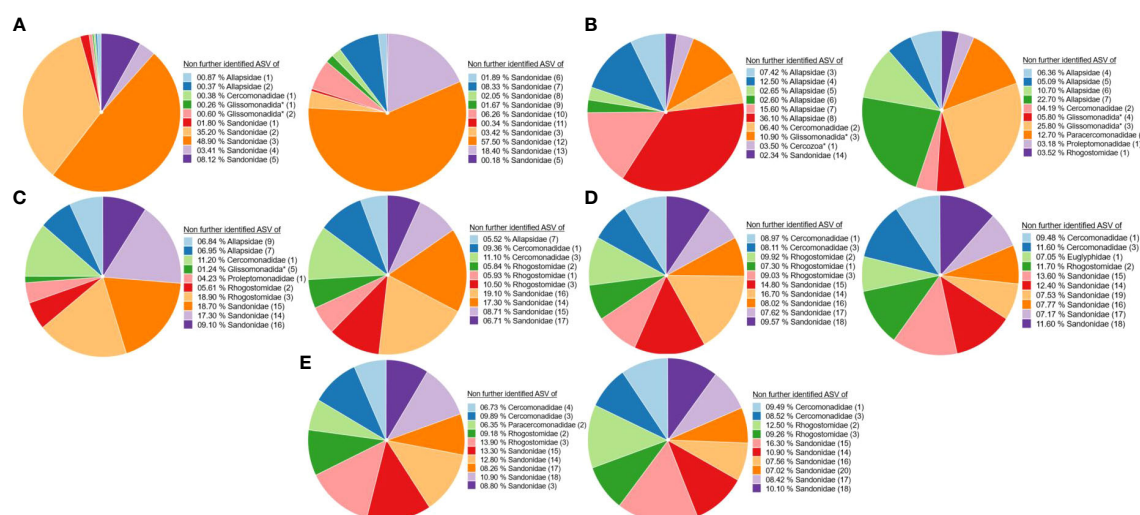 A
Non further identified ASV of
00.87 % Allapsidae (1)
00.37 % Allapsidae (2)
00.38 % Cercomonadidae (1)
00.26 % Glissomonadida* (1)
00.60 % Glissomonadida* (2)
01.80 % Sandonidae (1)
35.20 % Sandonidae (2)
48.90 % Sandonidae (3)
03.41 % Sandonidae (4)
08.12 % Sandonidae (5)
Non further identified ASV of
01.89 % Sandonidae (6)
08.33 % Sandonidae (7)
02.05 % Sandonidae (8)
01.67 % Sandonidae (9)
06.26 % Sandonidae (10)
00.34 % Sandonidae (11)
03.42 % Sandonidae (3)
57.50 % Sandonidae (12)
18.40 % Sandonidae (13)
00.18 % Sandonidae (5)
B
Non further identified ASV of
07.42 % Allapsidae (3)
12.50 % Allapsidae (4)
02.65 % Allapsidae (5)
02.60 % Allapsidae (6)
15.60 % Allapsidae (7)
36.10 % Allapsidae (8)
06.40 % Cercomonadidae (2)
10.90 % Glissomonadida* (3)
03.50 % Cercozoa* (1)
02.34 % Sandonidae (14)
Non further identified ASV of
06.36 % Allapsidae (4)
05.09 % Allapsidae (5)
10.70 % Allapsidae (6)
22.70 % Allapsidae (7)
04.19 % Cercomonadidae (2)
05.80 % Glissomonadida* (4)
25.80 % Glissomonadida* (3)
12.70 % Paracercomonadidae (
03.18 % Proleptomonadidae (1)
03.52 % Rhogostomidae (1)
C
Non further identified ASV of
06.84 % Allapsidae (9)
06.95 % Allapsidae (7)
11.20 % Cercomonadidae (1)
01.24 % Glissomonadida* (5)
04.23 % Proleptomonadidae (1)
05.61 % Rhogostomidae (2)
18.90 % Rhogostomidae (3)
18.70 % Sandonidae (15)
17.30 % Sandonidae (14)
09.10 % Sandonidae (16)
Non further identified ASV of
05.52 % Allapsidae (7)
09.36 % Cercomonadidae (1)
11.10 % Cercomonadidae (3)
05.84 % Rhogostomidae (2)
05.93 % Rhogostomidae (1)
10.50 % Rhogostomidae (3)
19.10 % Sandonidae (16)
17.30 % Sandonidae (14)
08.71 % Sandonidae (15)
06.71 % Sandonidae (17)
D
Non further identified ASV of
08.97 % Cercomonadidae (1)
08.11 % Cercomonadidae (3)
09.92 % Rhogostomidae (2)
07.30 % Rhogostomidae (1)
09.03 % Rhogostomidae (3)
14.80 % Sandonidae (15)
16.70 % Sandonidae (14)
08.02 % Sandonidae (16)
07.62 % Sandonidae (17)
09.57 % Sandonidae (18)
Non further identified ASV of
09.48 % Cercomonadidae (1)
11.60 % Cercomonadidae (3)
07.05 % Euglyphidae (1)
11.70 % Rhogostomidae (2)
13.60 % Sandonidae (15)
12.40 % Sandonidae (14)
07.53 % Sandonidae (19)
07.77 % Sandonidae (16)
07.17 % Sandonidae (17)
11.60 % Sandonidae (18)
E
Non further identified ASV of
06.73 % Cercomonadidae (4)
09.89 % Cercomonadidae (3)
06.35 % Paracercomonadidae (2)
09.18 % Rhogostomidae (2)
13.90 % Rhogostomidae (3)
13.30 % Sandonidae (15)
12.80 % Sandonidae (14)
08.26 % Sandonidae (17)
10.90 % Sandonidae (18)
08.80 % Sandonidae (3)
Non further identified ASV of
09.49 % Cercomonadidae (1)
08.52 % Cercomonadidae (3)
12.50 % Rhogostomidae (2)
09.26 % Rhogostomidae (3)
16.30 % Sandonidae (15)
10.90 % Sandonidae (14)
07.56 % Sandonidae (16)
07.02 % Sandonidae (20)
08.42 % Sandonidae (17)
10.10 % Sandonidae (18)